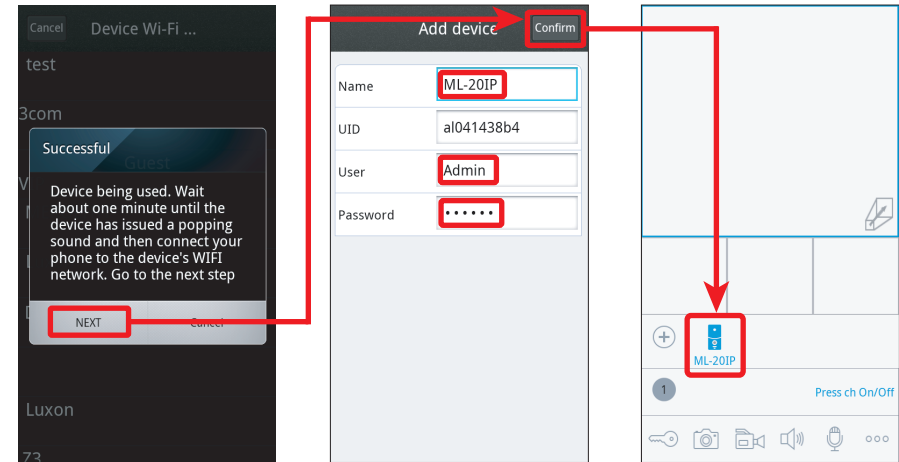 Cancel Device Wi-Fi ...
test
3com
Successful
Guest
Device being used. Wait
about one minute until the
device has issued a popping
sound and then connect your
phone to the device's WIFI
network. Go to the next step
NEXT Cancel
Luxon
Z3
Add device Confirm
Name ML-20IP
UID al041438b4
User Admin
Password ••••••
ML-20IP
1 Press ch On/Off